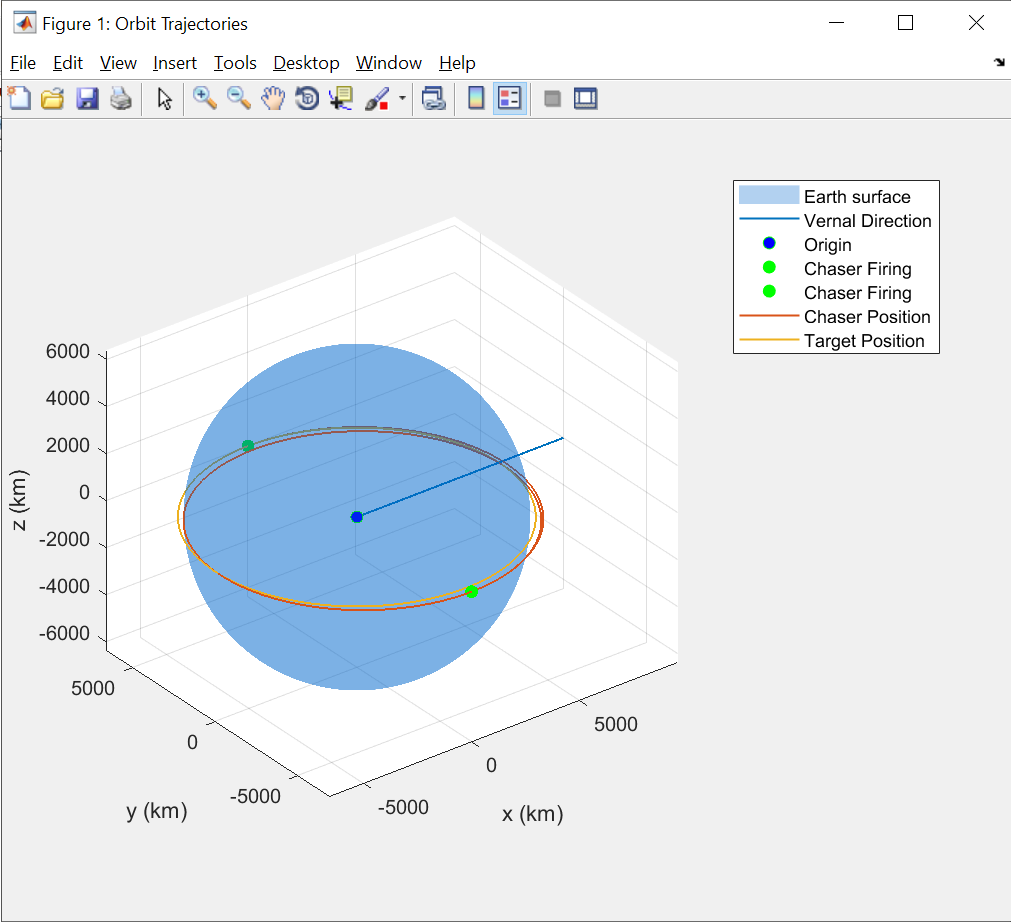 Figure 1: Orbit Trajectories
File Edit View Insert Tools Desktop Window Help
Earth surface
Vernal Direction
Origin
Chaser Firing
Chaser Firing
Chaser Position
Target Position
6000
4000
2000
0
-2000
-4000
-6000
z (km)
5000
0
-5000
y (km)
-5000
0
5000
x (km)